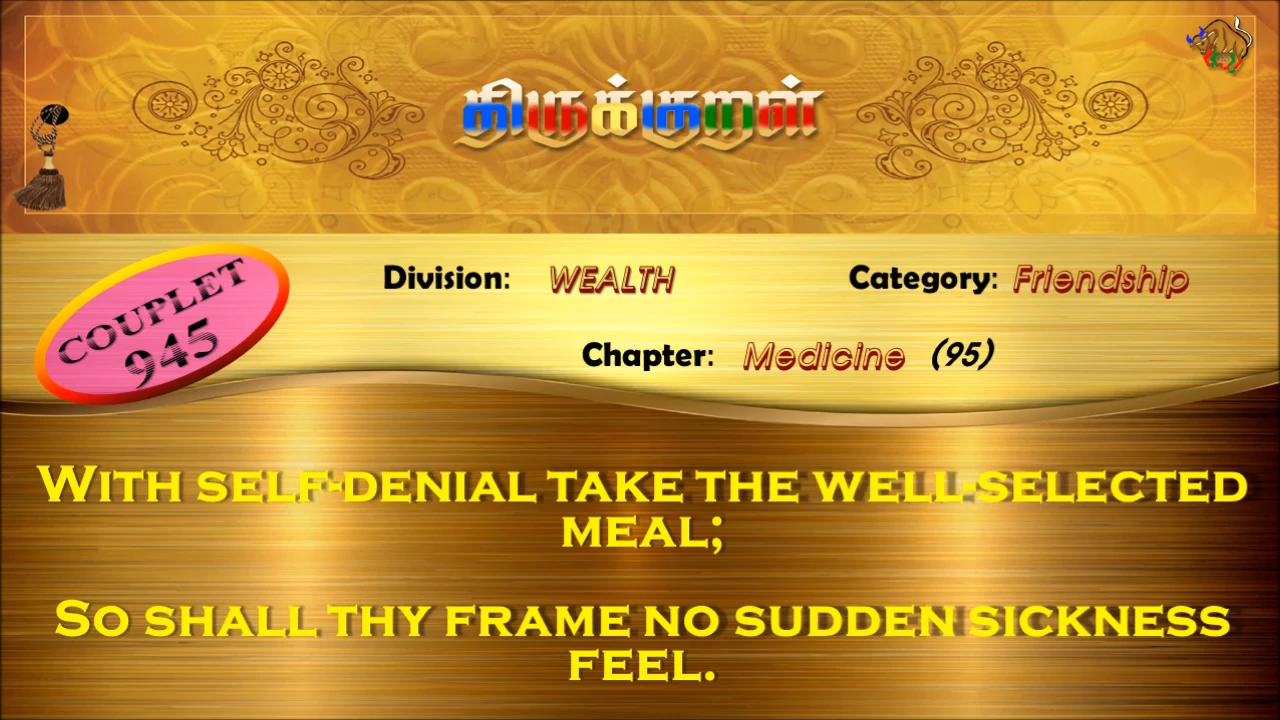 திருக்குறள்
COUPLET
945
Division: WEALTH Category: Friendship
Chapter: Medicine (95)
WITH SELF-DENIAL TAKE THE WELL-SELECTED
MEAL;
SO SHALL THY FRAME NO SUDDEN SICKNESS
FEEL.